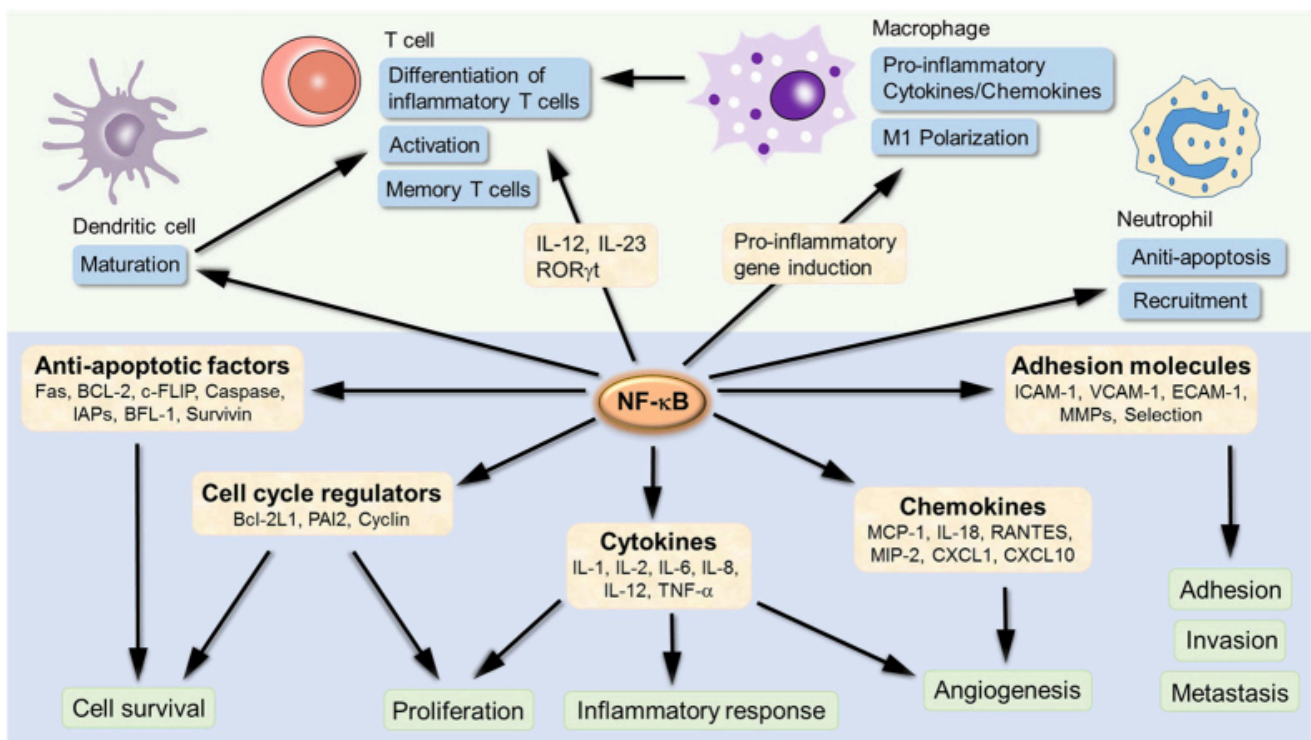 T cell
Differentiation of
inflammatory T cells
Activation
Memory T cells
Macrophage
Pro-inflammatory
Cytokines/Chemokines
M1 Polarization
Dendritic cell
Maturation
IL-12, IL-23
RORγt
Pro-inflammatory
gene induction
Neutrophil
Aniti-apoptosis
Recruitment
Anti-apoptotic factors
Fas, BCL-2, c-FLIP, Caspase,
IAPs, BFL-1, Survivin
NF-κB
Adhesion molecules
ICAM-1, VCAM-1, ECAM-1,
MMPs, Selection
Cell cycle regulators
Bcl-2L1, PAI2, Cyclin
Cytokines
IL-1, IL-2, IL-6, IL-8,
IL-12, TNF-α
Chemokines
MCP-1, IL-18, RANTES,
MIP-2, CXCL1, CXCL10
Adhesion
Invasion
Metastasis
Cell survival
Proliferation
Inflammatory response
Angiogenesis